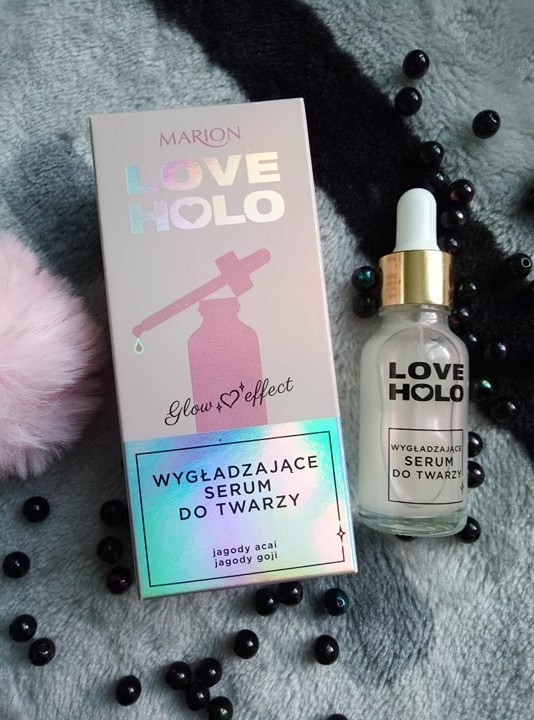 MARION
LOVE
HOLO
Glow effect
WYGŁADZAJĄCE
SERUM
DO TWARZY
jagody acai
jagody goji
LOVE
HOLO
WYGŁADZAJĄCE
SERUM
DO TWARZY